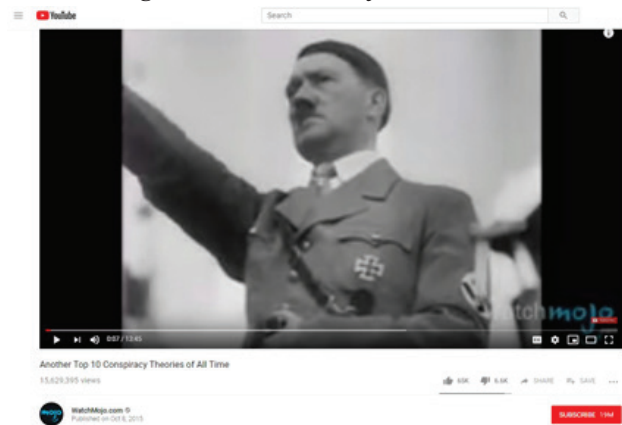 YouTube
Search
watchmojo
0:07 / 13:45
Another Top 10 Conspiracy Theories of All Time
15,629,395 views
65K 6.6K SHARE SAVE
mojo WatchMojo.com
Published on Oct 8, 2015
SUBSCRIBE 19M